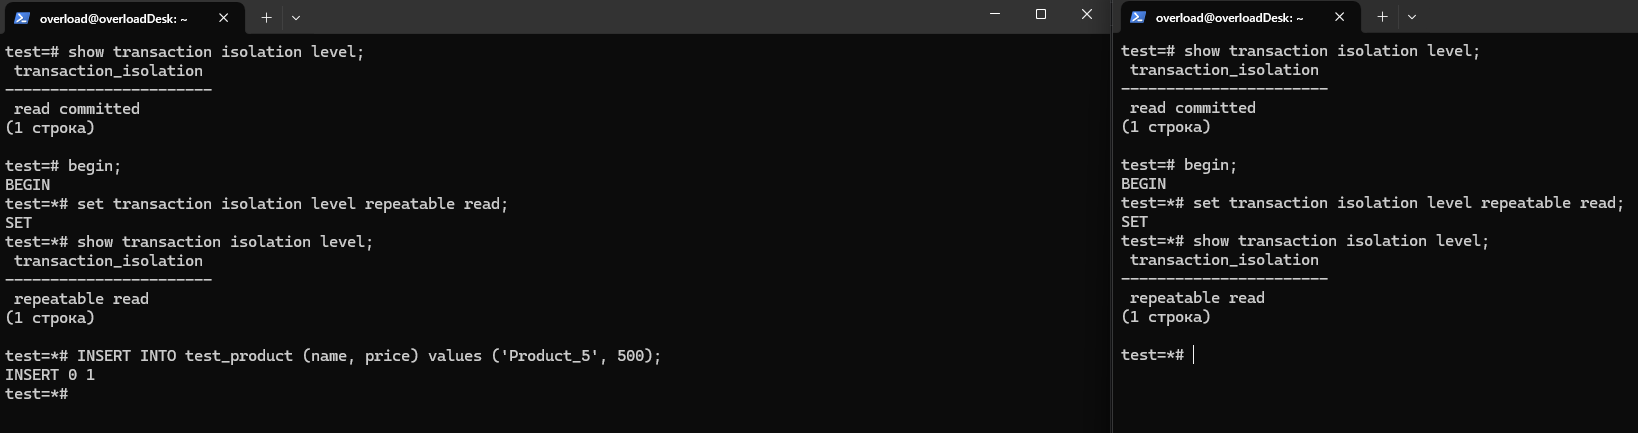 overload@overloadDesk: ~
test=# show transaction isolation level;
transaction_isolation
-----------------------
read committed
(1 строка)
test=# begin;
BEGIN
test=*# set transaction isolation level repeatable read;
SET
test=*# show transaction isolation level;
transaction_isolation
-----------------------
repeatable read
(1 строка)
test=*# INSERT INTO test_product (name, price) values ('Product_5', 500);
INSERT 0 1
test=*#
overload@overloadDesk: ~
test=# show transaction isolation level;
transaction_isolation
-----------------------
read committed
(1 строка)
test=# begin;
BEGIN
test=*# set transaction isolation level repeatable read;
SET
test=*# show transaction isolation level;
transaction_isolation
-----------------------
repeatable read
(1 строка)
test=*#